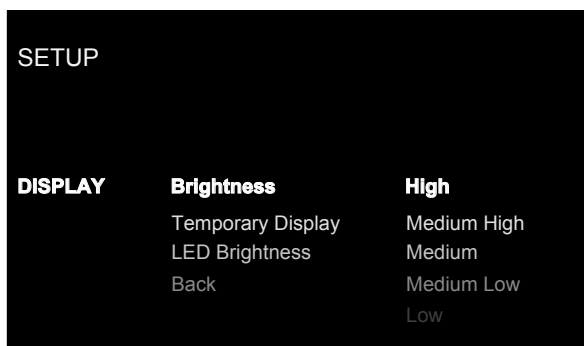 SETUP
DISPLAY Brightness High
Temporary Display Medium High
LED Brightness Medium
Back Medium Low
Low